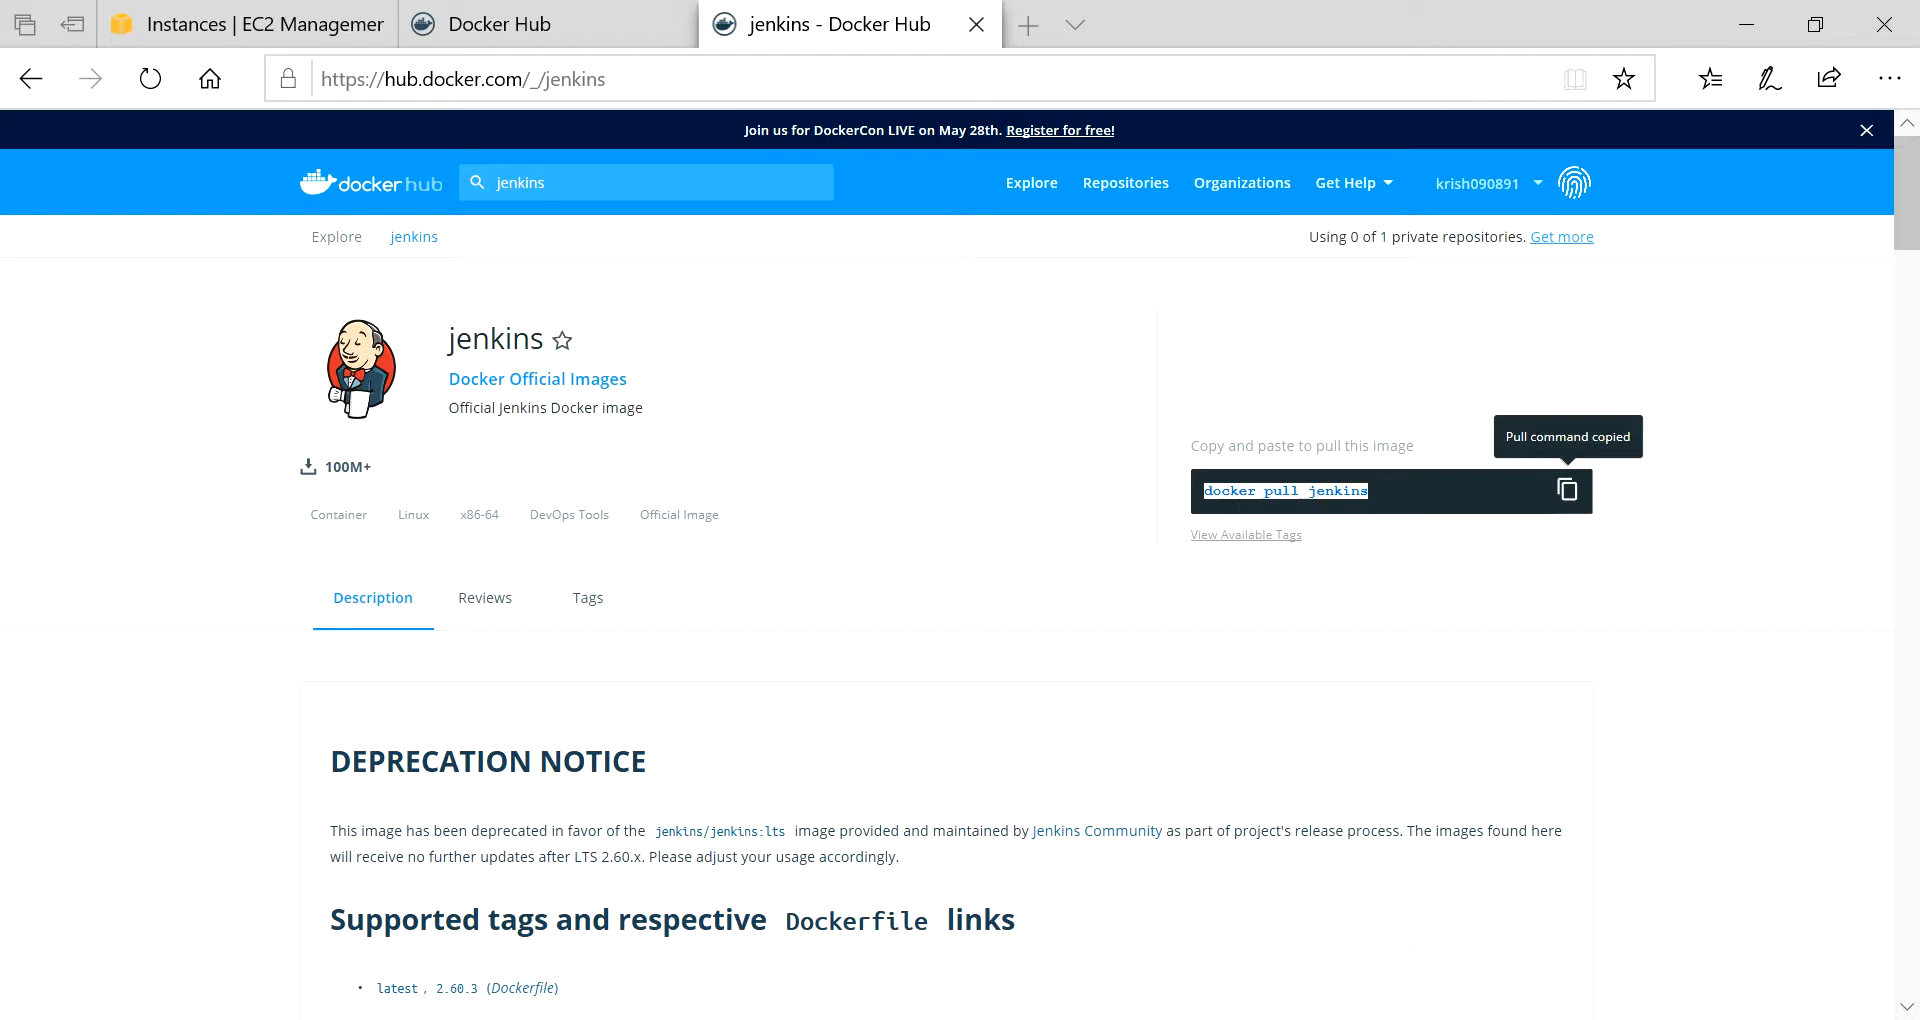 Instances | EC2 Managemer
Docker Hub
jenkins - Docker Hub
https://hub.docker.com/_/jenkins
Join us for DockerCon LIVE on May 28th. Register for free!
docker hub
jenkins
Explore
Repositories
Organizations
Get Help
krish090891
Explore
jenkins
Using 0 of 1 private repositories. Get more
jenkins
Docker Official Images
Official Jenkins Docker image
100M+
Container
Linux
x86-64
DevOps Tools
Official Image
Copy and paste to pull this image
Pull command copied
docker pull jenkins
View Available Tags
Description
Reviews
Tags
DEPRECATION NOTICE
This image has been deprecated in favor of the jenkins/jenkins:lts image provided and maintained by Jenkins Community as part of project's release process. The images found here
will receive no further updates after LTS 2.60.x. Please adjust your usage accordingly.
Supported tags and respective Dockerfile links
• latest, 2.60.3 (Dockerfile)